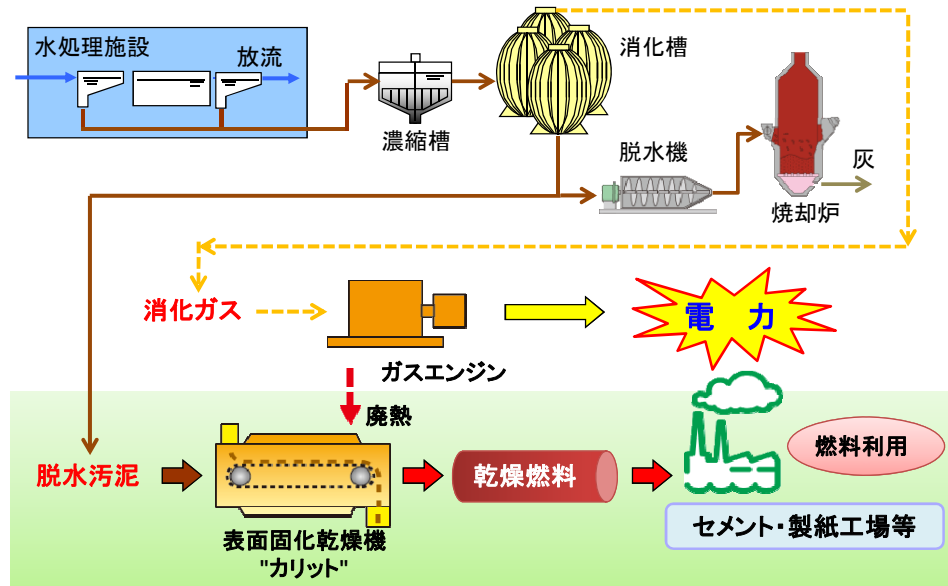 水処理施設
放流
濃縮槽
消化槽
脱水機
焼却炉
灰
消化ガス
ガスエンジン
電 力
廃熱
脱水汚泥
表面固化乾燥機
"カリット"
乾燥燃料
燃料利用
セメント・製紙工場等